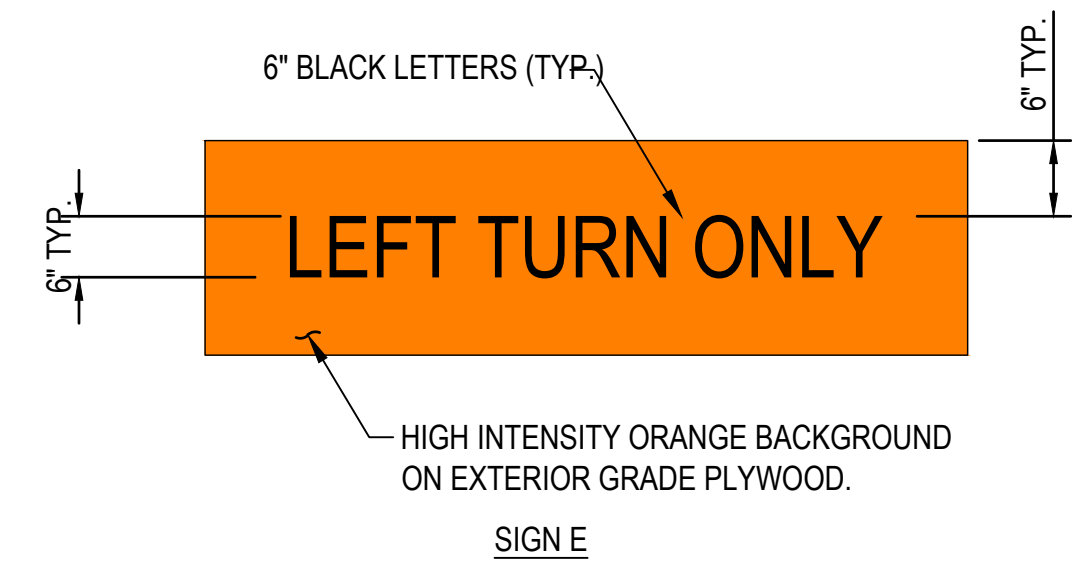 6" BLACK LETTERS (TYP.)
6" TYP.
6" TYP.
LEFT TURN ONLY
HIGH INTENSITY ORANGE BACKGROUND
ON EXTERIOR GRADE PLYWOOD.
SIGN E